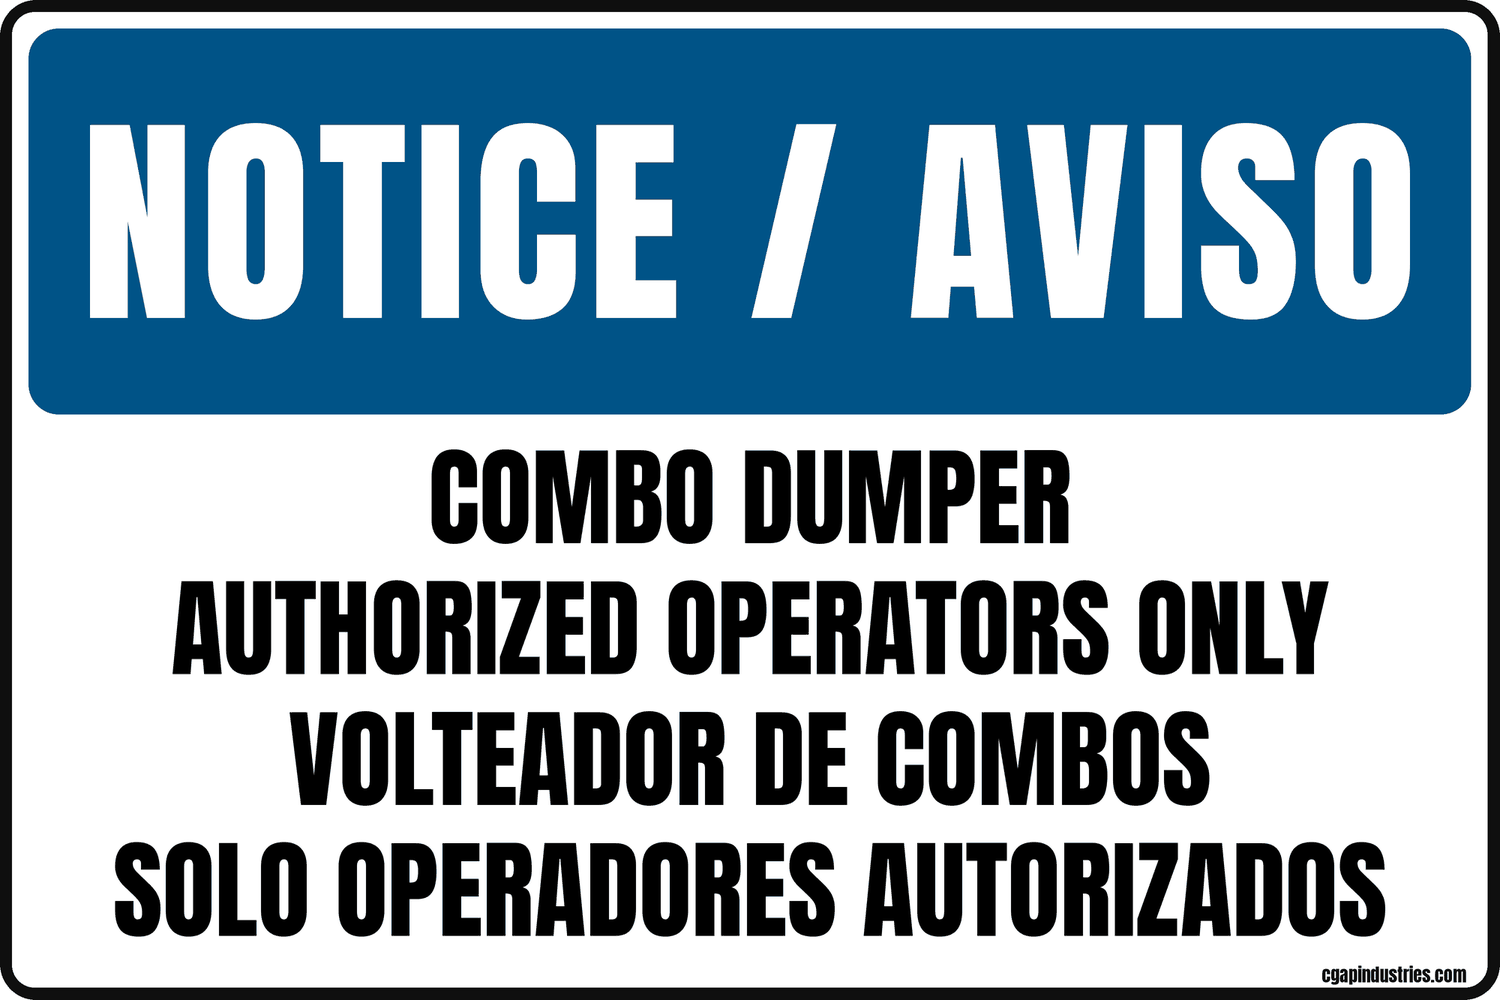 NOTICE / AVISO
COMBO DUMPER
AUTHORIZED OPERATORS ONLY
VOLTEADOR DE COMBOS
SOLO OPERADORES AUTORIZADOS
cgapindustries.com